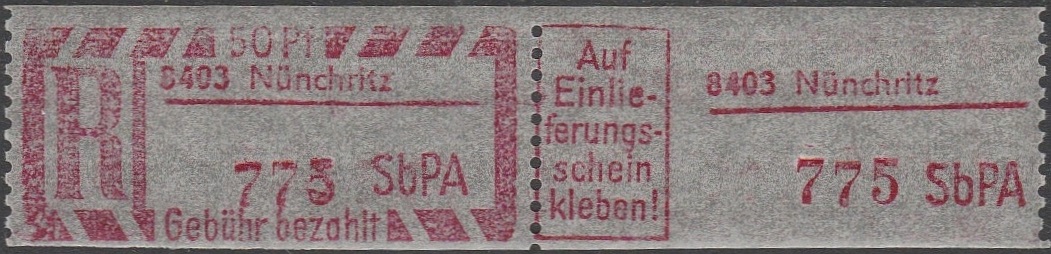 50 Pf
R
8403 Nünchritz
775 SbPA
Gebühr bezahlt
Auf
Einlie-
ferungs-
schein
kleben!
8403 Nünchritz
775 SbPA